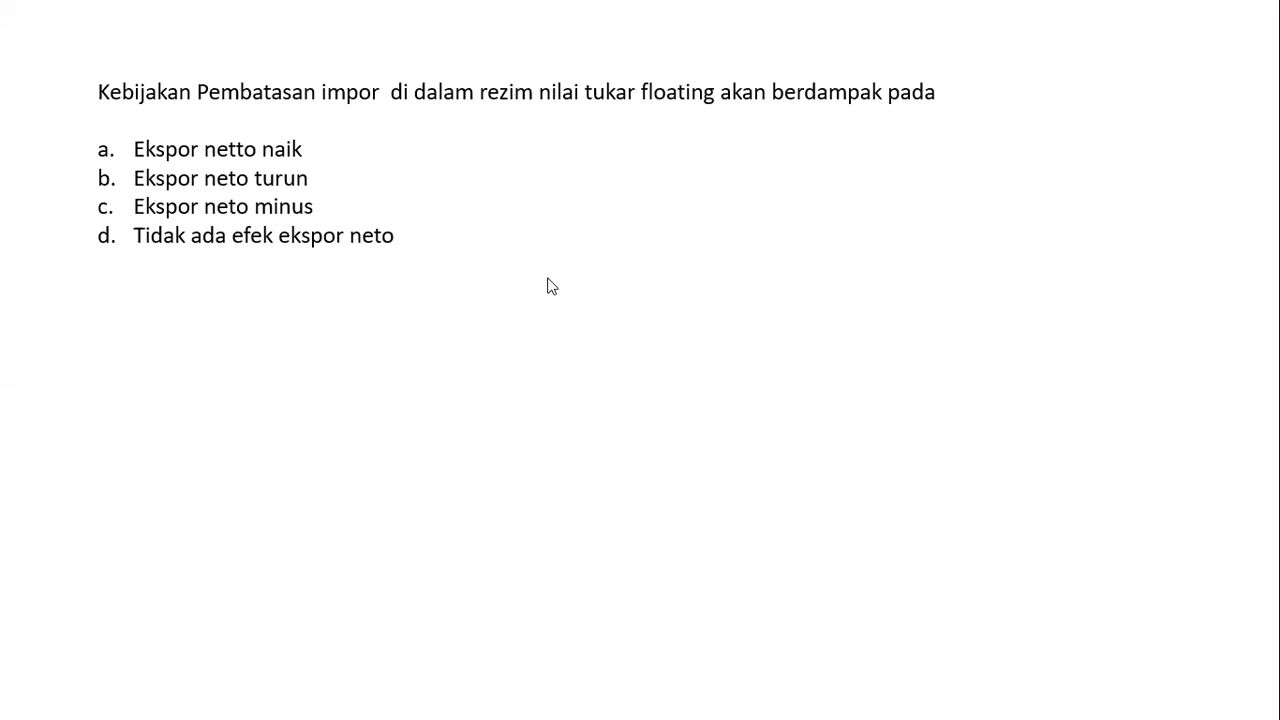 Kebijakan Pembatasan impor  di dalam rezim nilai tukar floating akan berdampak pada
a. Ekspor netto naik
b. Ekspor neto turun
c. Ekspor neto minus
d. Tidak ada efek ekspor neto